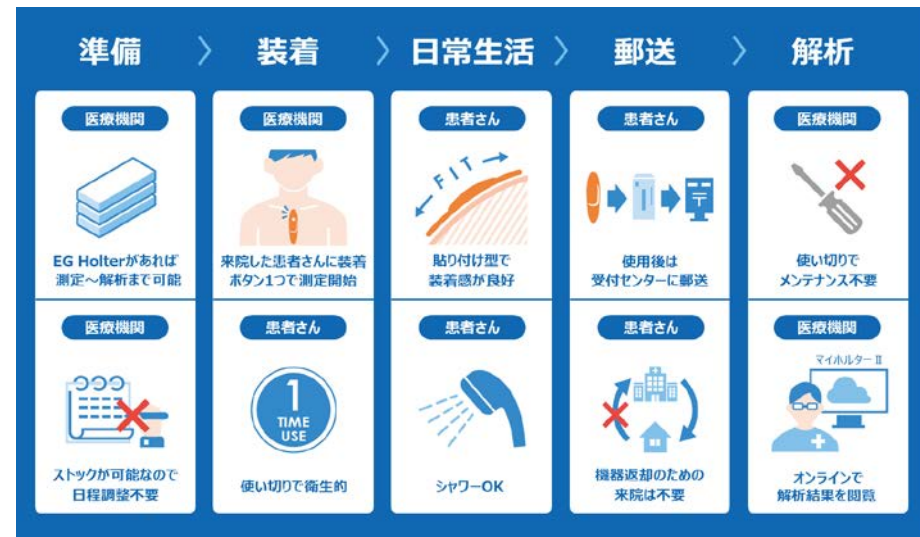 準備
装着
日常生活
郵送
解析
医療機関
EG Holterがあれば
測定~解析まで可能
医療機関
来院した患者さんに装着
ボタン1つで測定開始
患者さん
FIT
貼り付け型で
装着感が良好
患者さん
〒
使用後は
受付センターに郵送
医療機関
使い切りで
メンテナンス不要
医療機関
ストックが可能なので
日程調整不要
患者さん
1
TIME
USE
使い切りで衛生的
患者さん
シャワーOK
患者さん
機器返却のための
来院は不要
医療機関
マイホルターⅡ
オンラインで
解析結果を閲覧